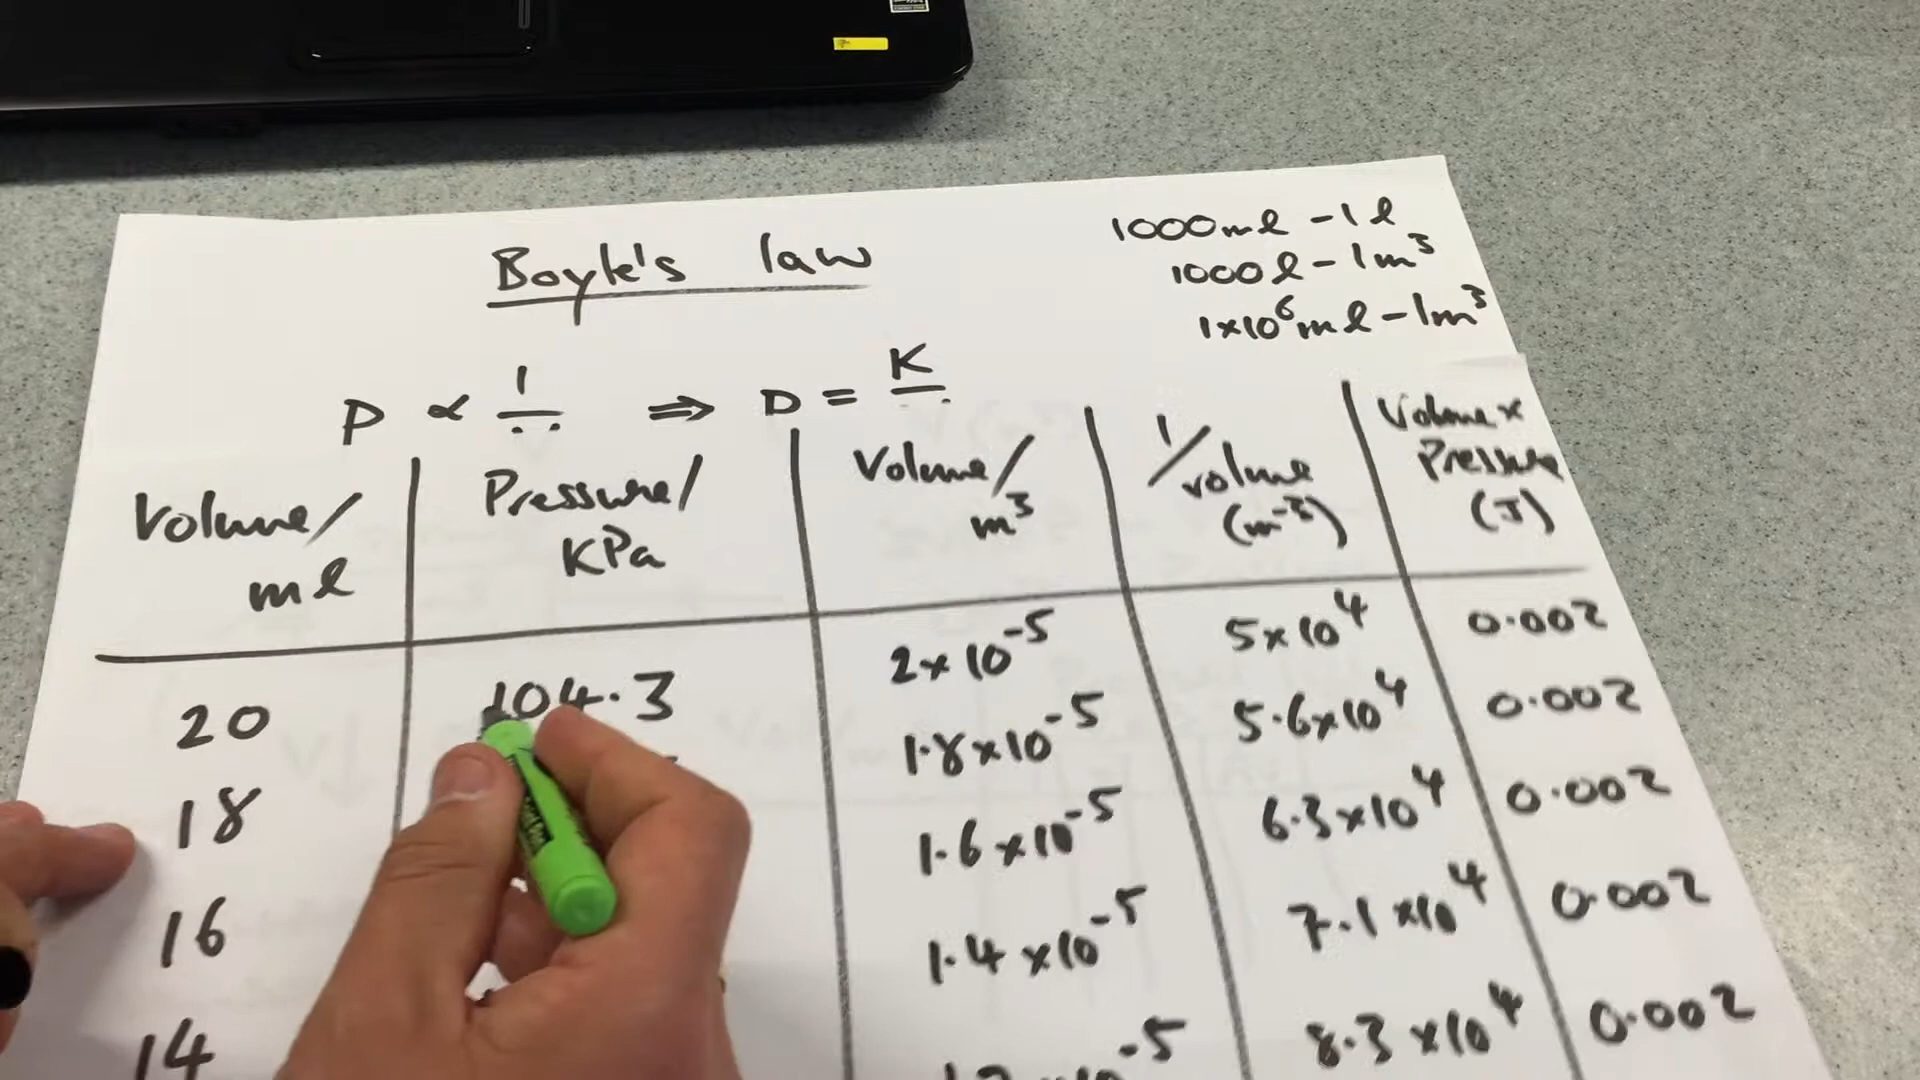 Boyle's law
1000ml - 1l
1000l - 1m³
1x10⁶ml - 1m³
P ∝ 1 ⇒ P = K
Volume/ ml
Pressure/ KPa
Volume/ m³
1/volume (m⁻³)
Volume x Pressure (J)
20 104.3 2x10⁻⁵ 5x10⁴ 0.002
18 1.8x10⁻⁵ 5.6x10⁴ 0.002
16 1.6x10⁻⁵ 6.3x10⁴ 0.002
14 1.4x10⁻⁵ 7.1x10⁴ 0.002
8.3x10⁴ 0.002